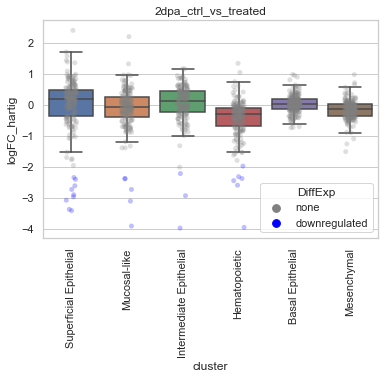 2dpa_ctrl_vs_treated
2
1
0
−1
−2
−3
−4
logFC_hartig
DiffExp
none
downregulated
Superficial Epithelial
Mucosal-like
Intermediate Epithelial
Hematopoietic
Basal Epithelial
Mesenchymal
cluster